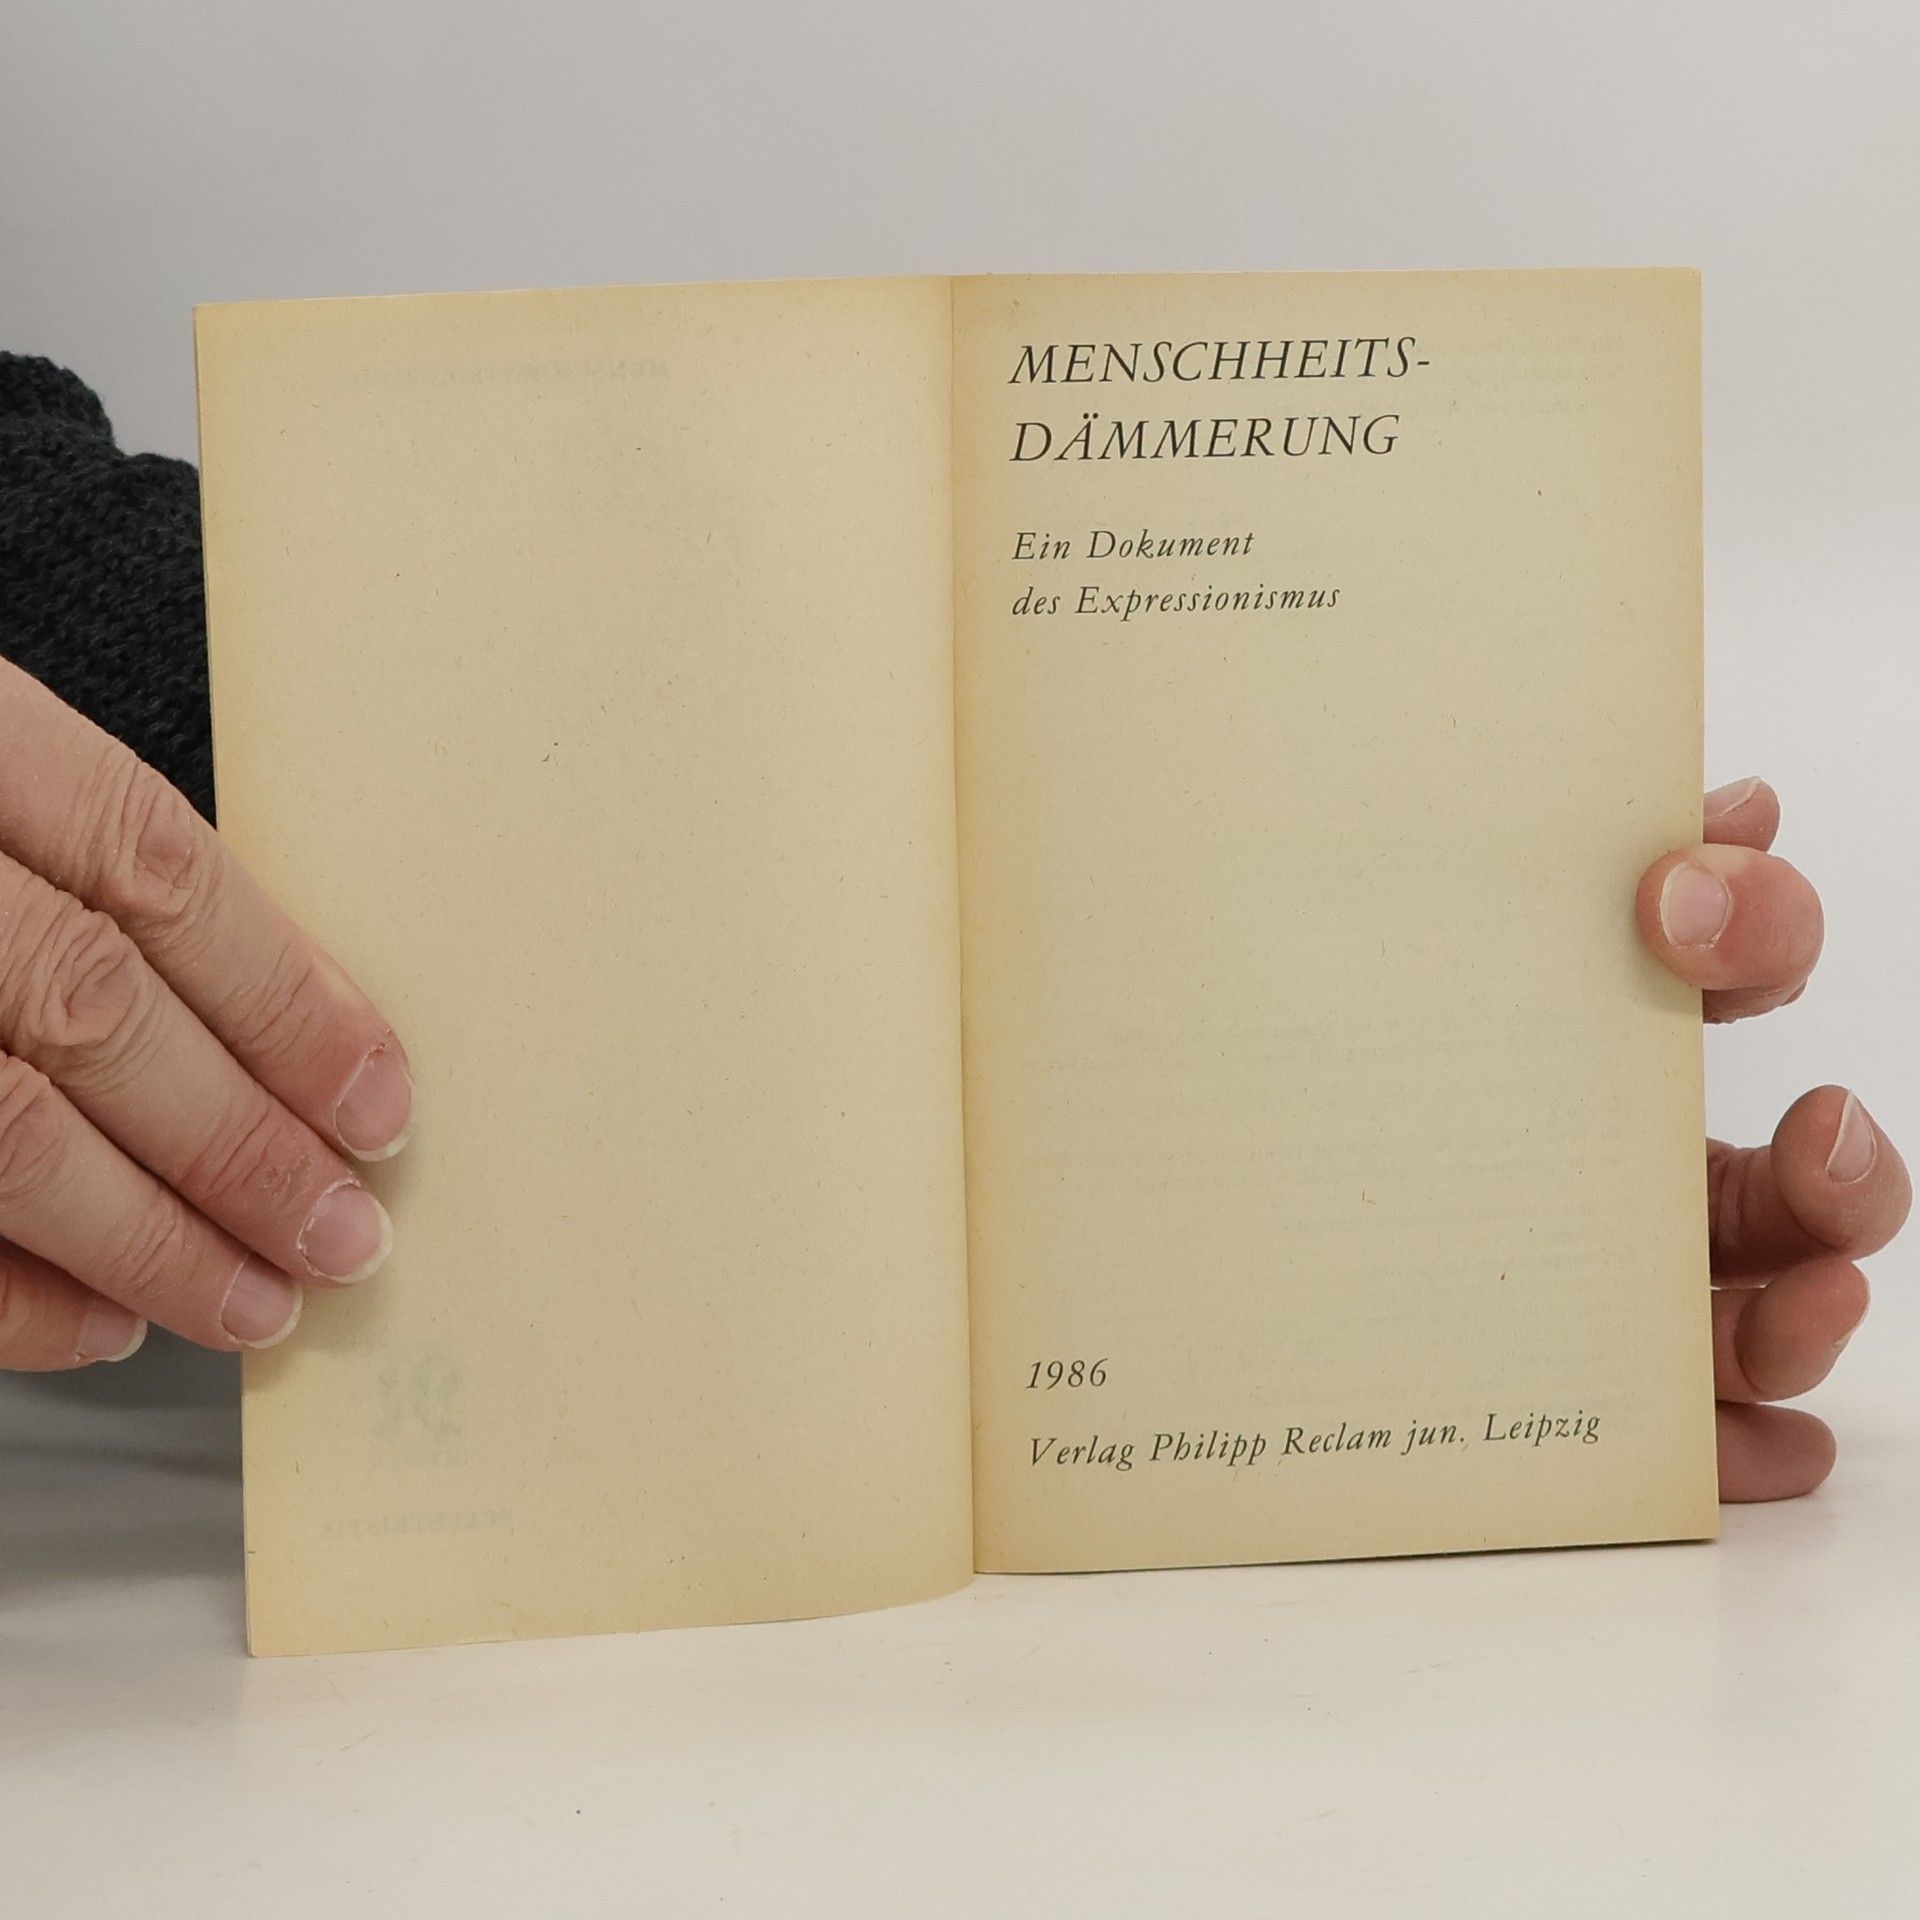 MENSCHHEITS-
DÄMMERUNG
Ein Dokument
des Expressionismus
1986
Verlag Philipp Reclam jun. Leipzig